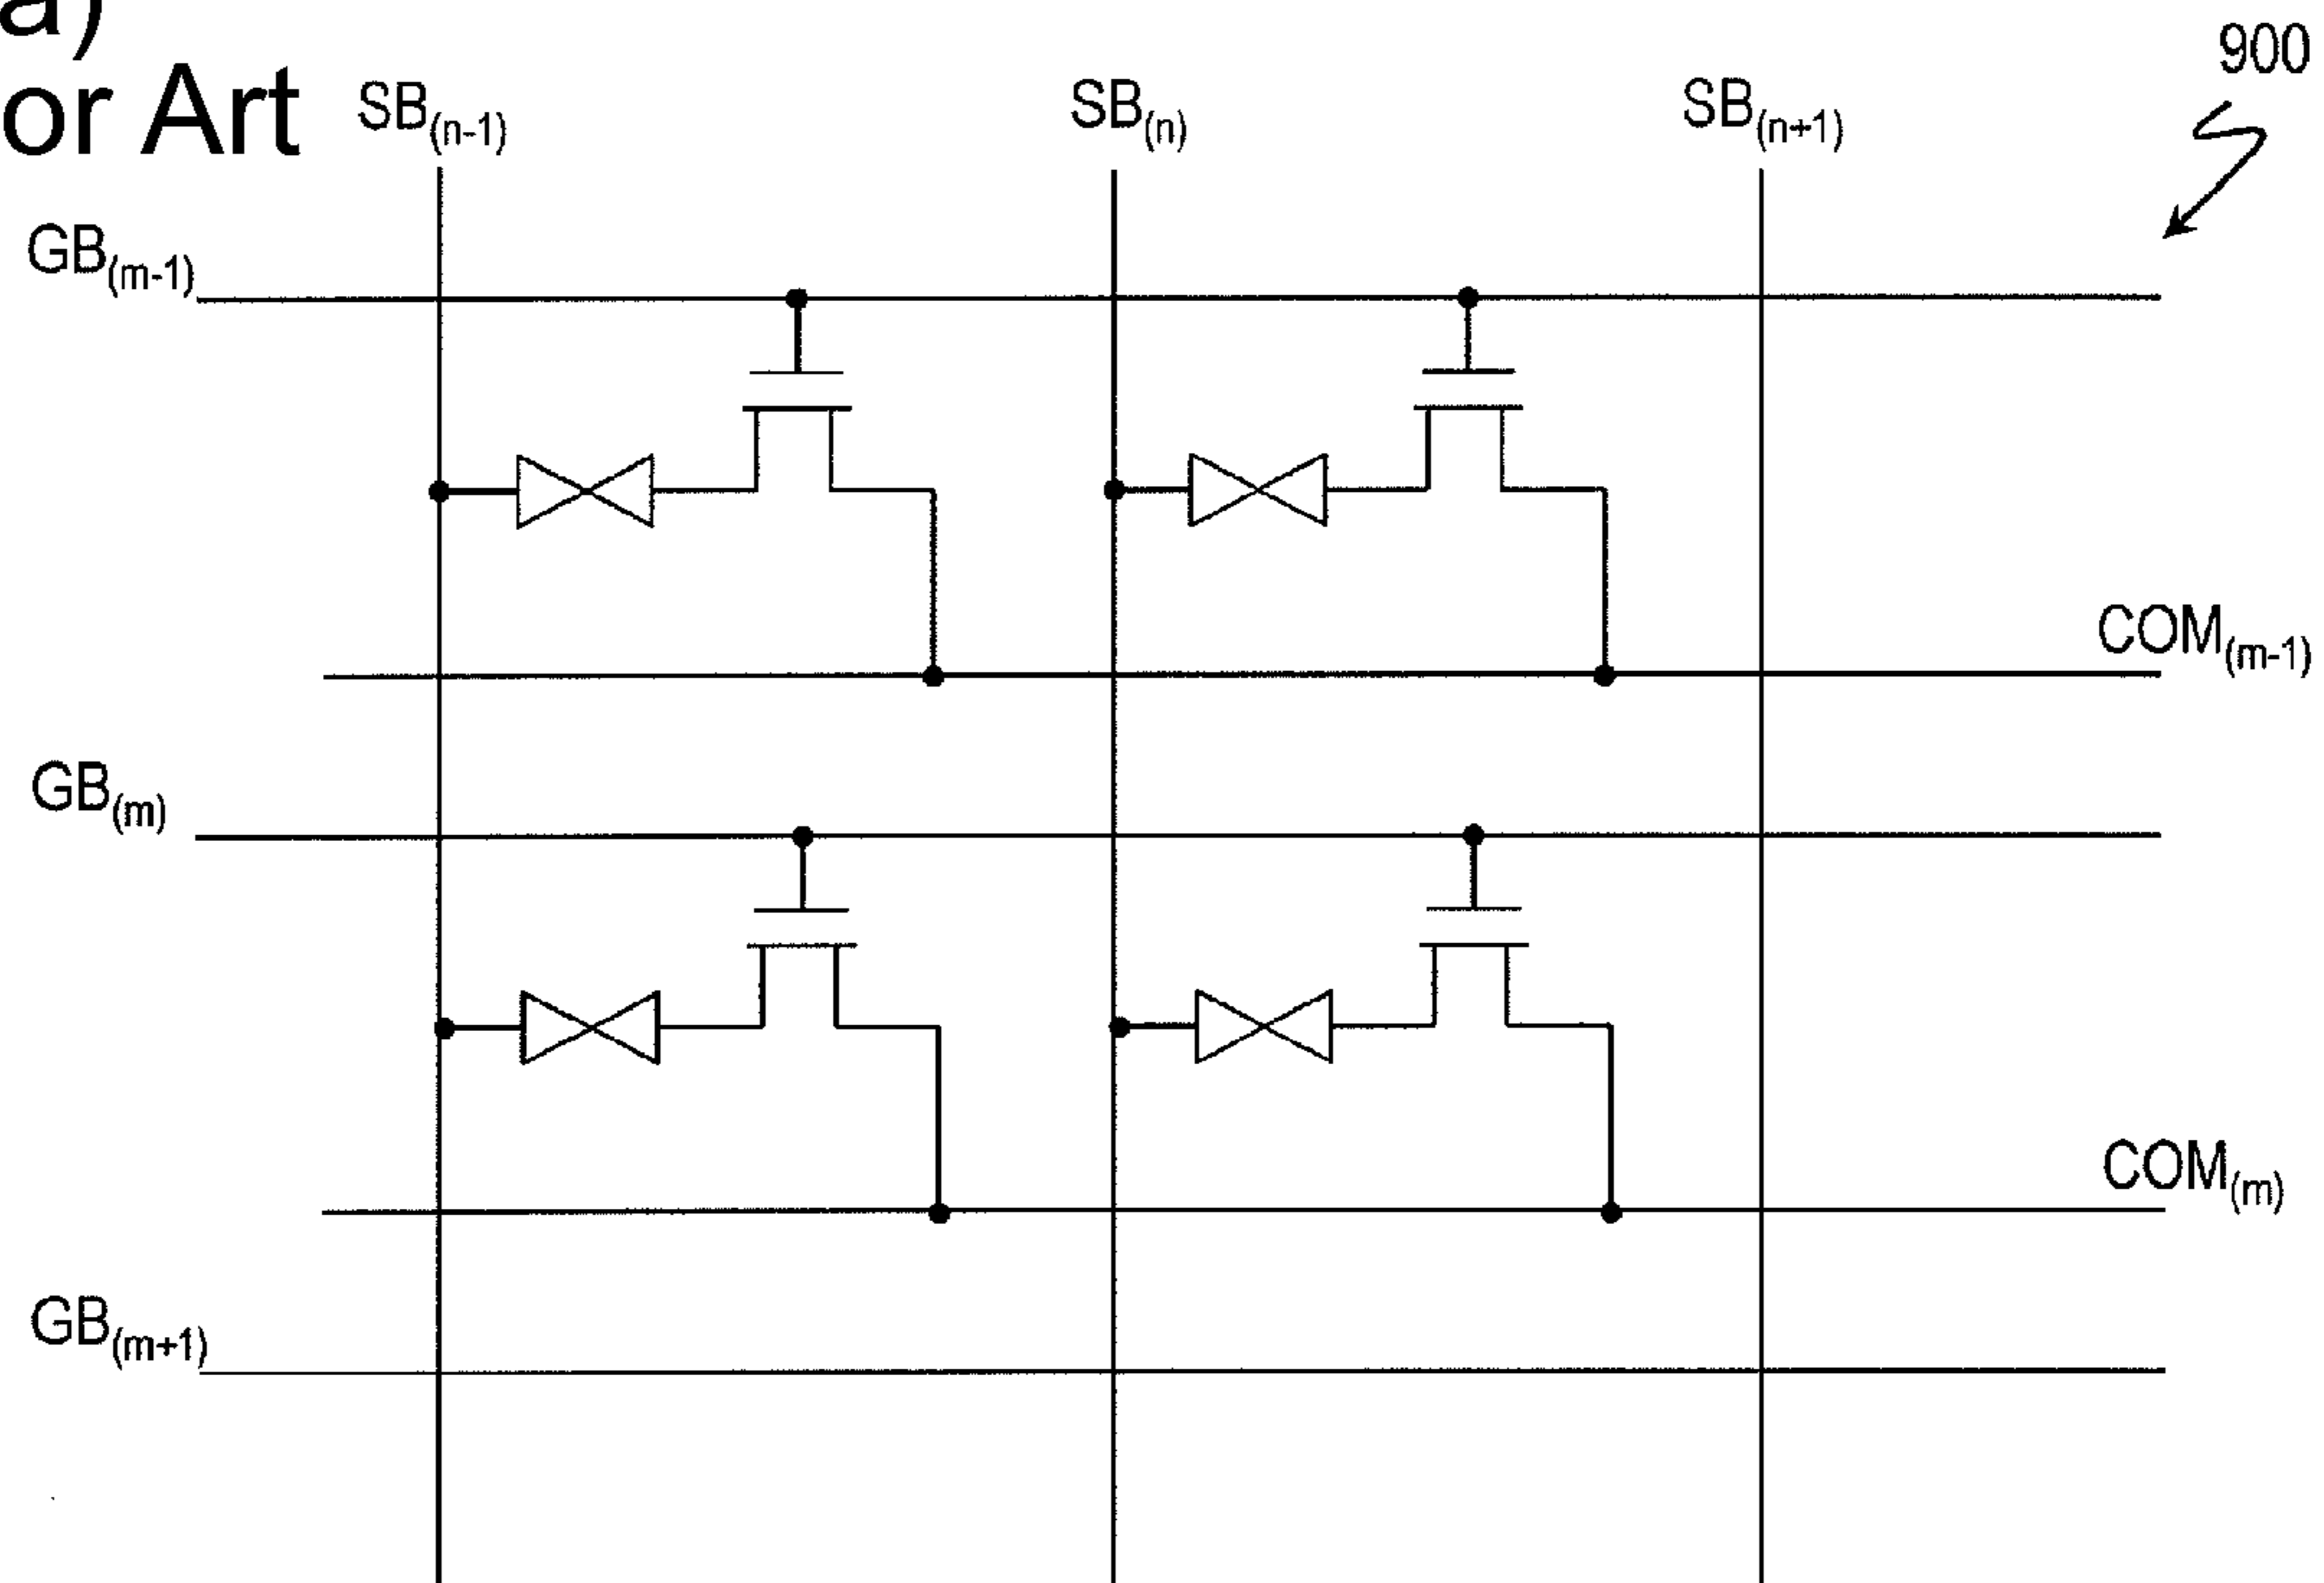 a)
or Art
SB(n-1)
SB(n)
SB(n+1)
900
GB(m-1)
COM(m-1)
GB(m)
COM(m)
GB(m+1)